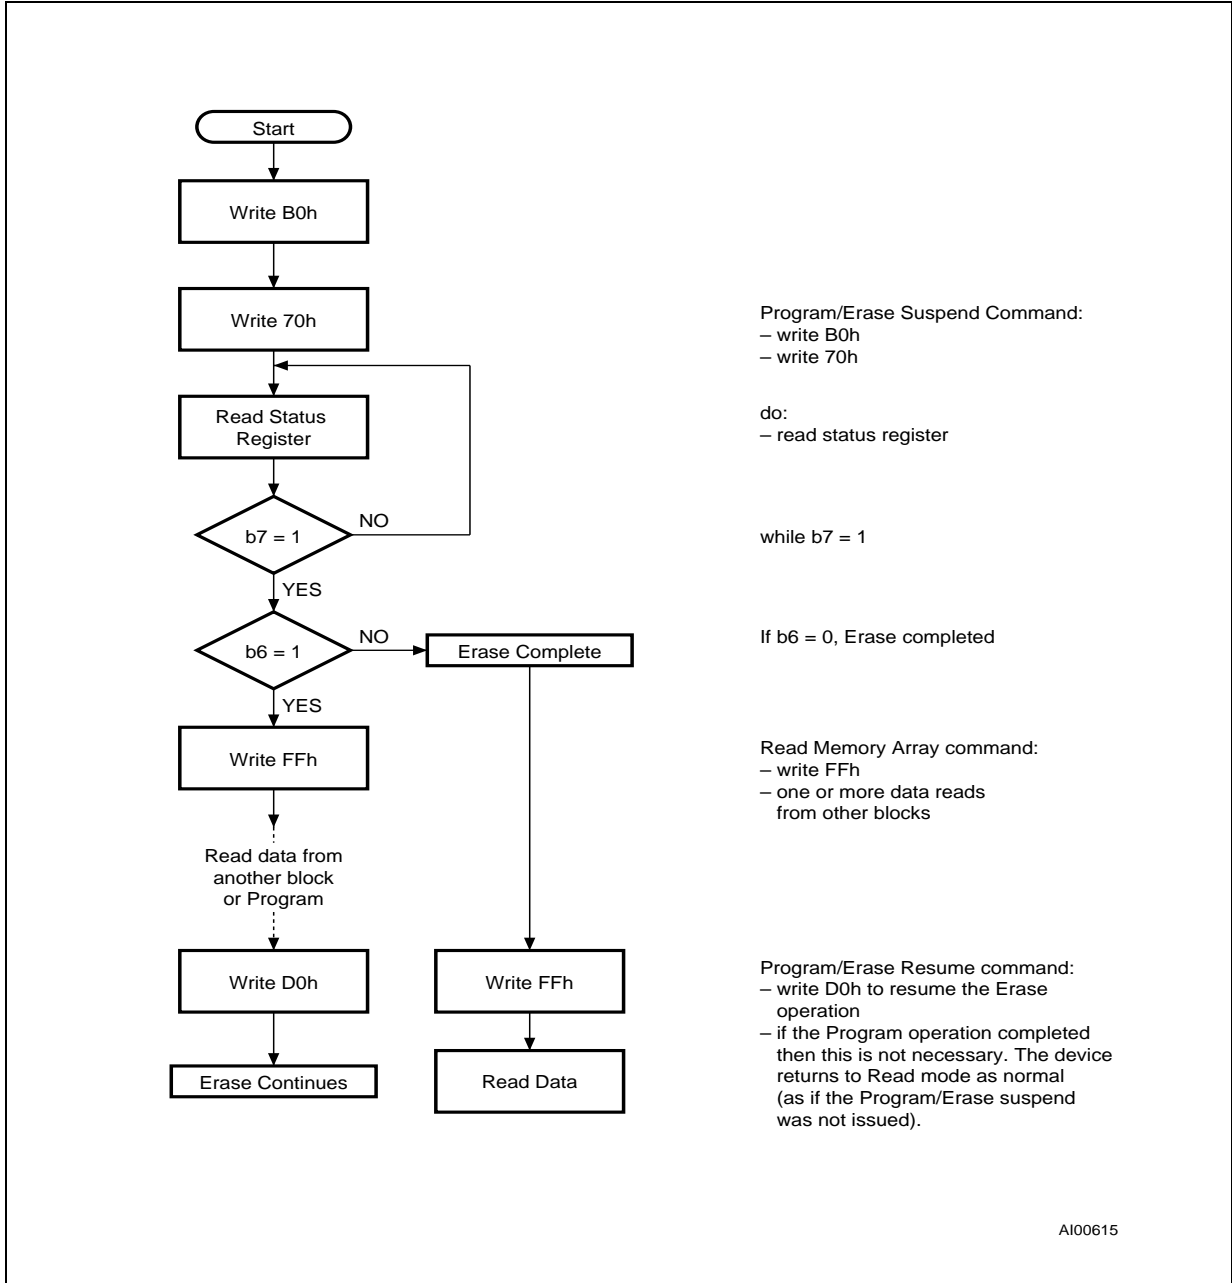 Start
Write B0h
Write 70h
Program/Erase Suspend Command:
– write B0h
– write 70h
Read Status
Register
do:
– read status register
b7 = 1
NO
while b7 = 1
YES
b6 = 1
NO
Erase Complete
If b6 = 0, Erase completed
YES
Write FFh
Read Memory Array command:
– write FFh
– one or more data reads
from other blocks
Read data from
another block
or Program
Write D0h
Write FFh
Program/Erase Resume command:
– write D0h to resume the Erase
operation
– if the Program operation completed
then this is not necessary. The device
returns to Read mode as normal
(as if the Program/Erase suspend
was not issued).
Erase Continues
Read Data
AI00615